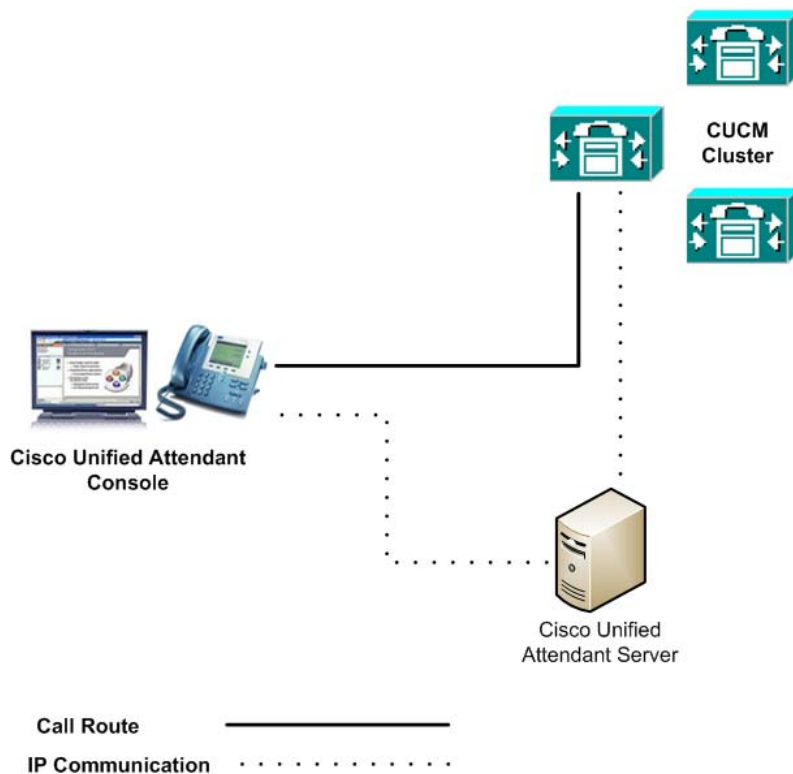 CUCM
Cluster
Cisco Unified Attendant
Console
Cisco Unified
Attendant Server
Call Route
IP Communication